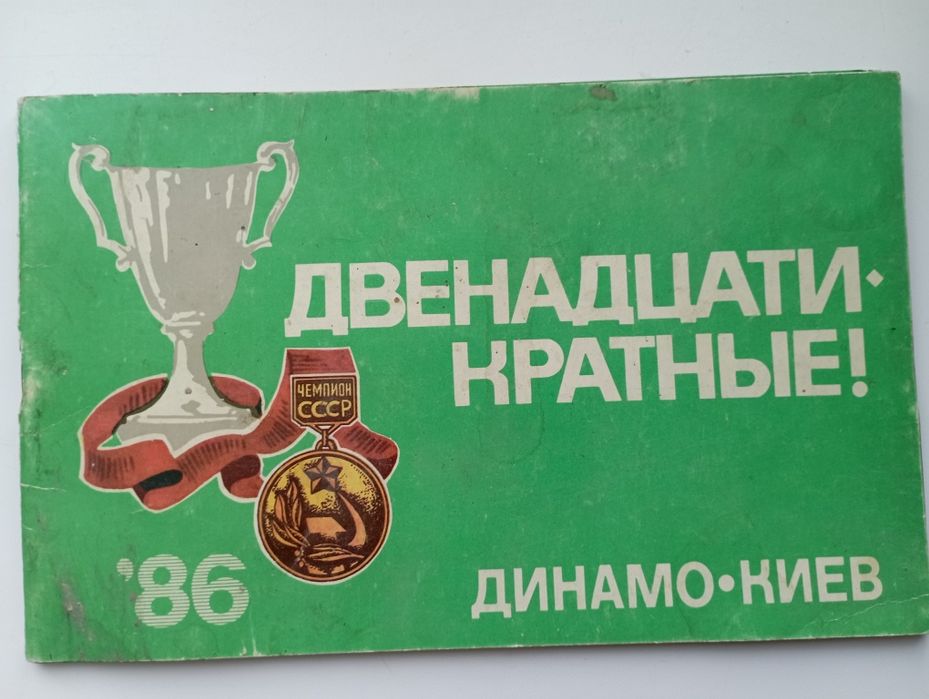 ДВЕНАДЦАТИ-
КРАТНЫЕ!
ЧЕМПИОН
СССР
'86
ДИНАМО•КИЕВ